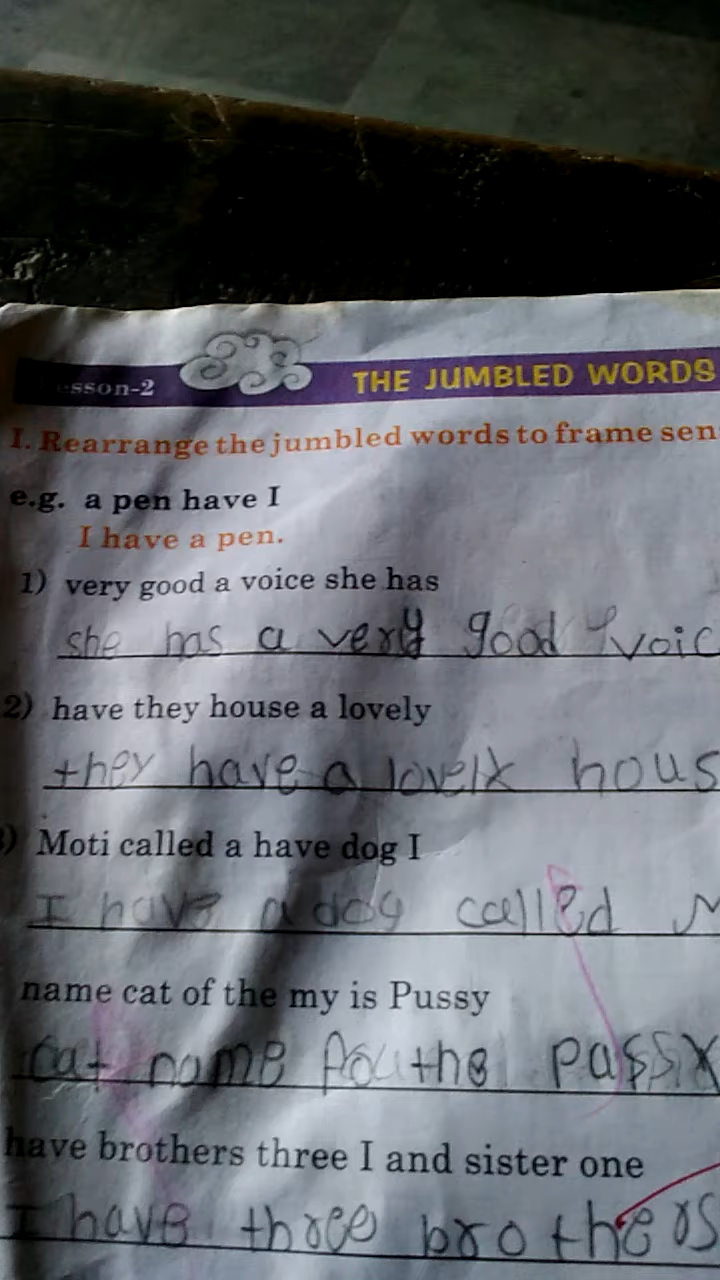 esson-2
THE JUMBLED WORDS
I. Rearrange the jumbled words to frame sen
e.g. a pen have I
I have a pen.
1) very good a voice she has
she has a very good voic
2) have they house a lovely
they have a lovely hous
) Moti called a have dog I
I have a dog called M
name cat of the my is Pussy
cat name the passy
have brothers three I and sister one
I have three brothers